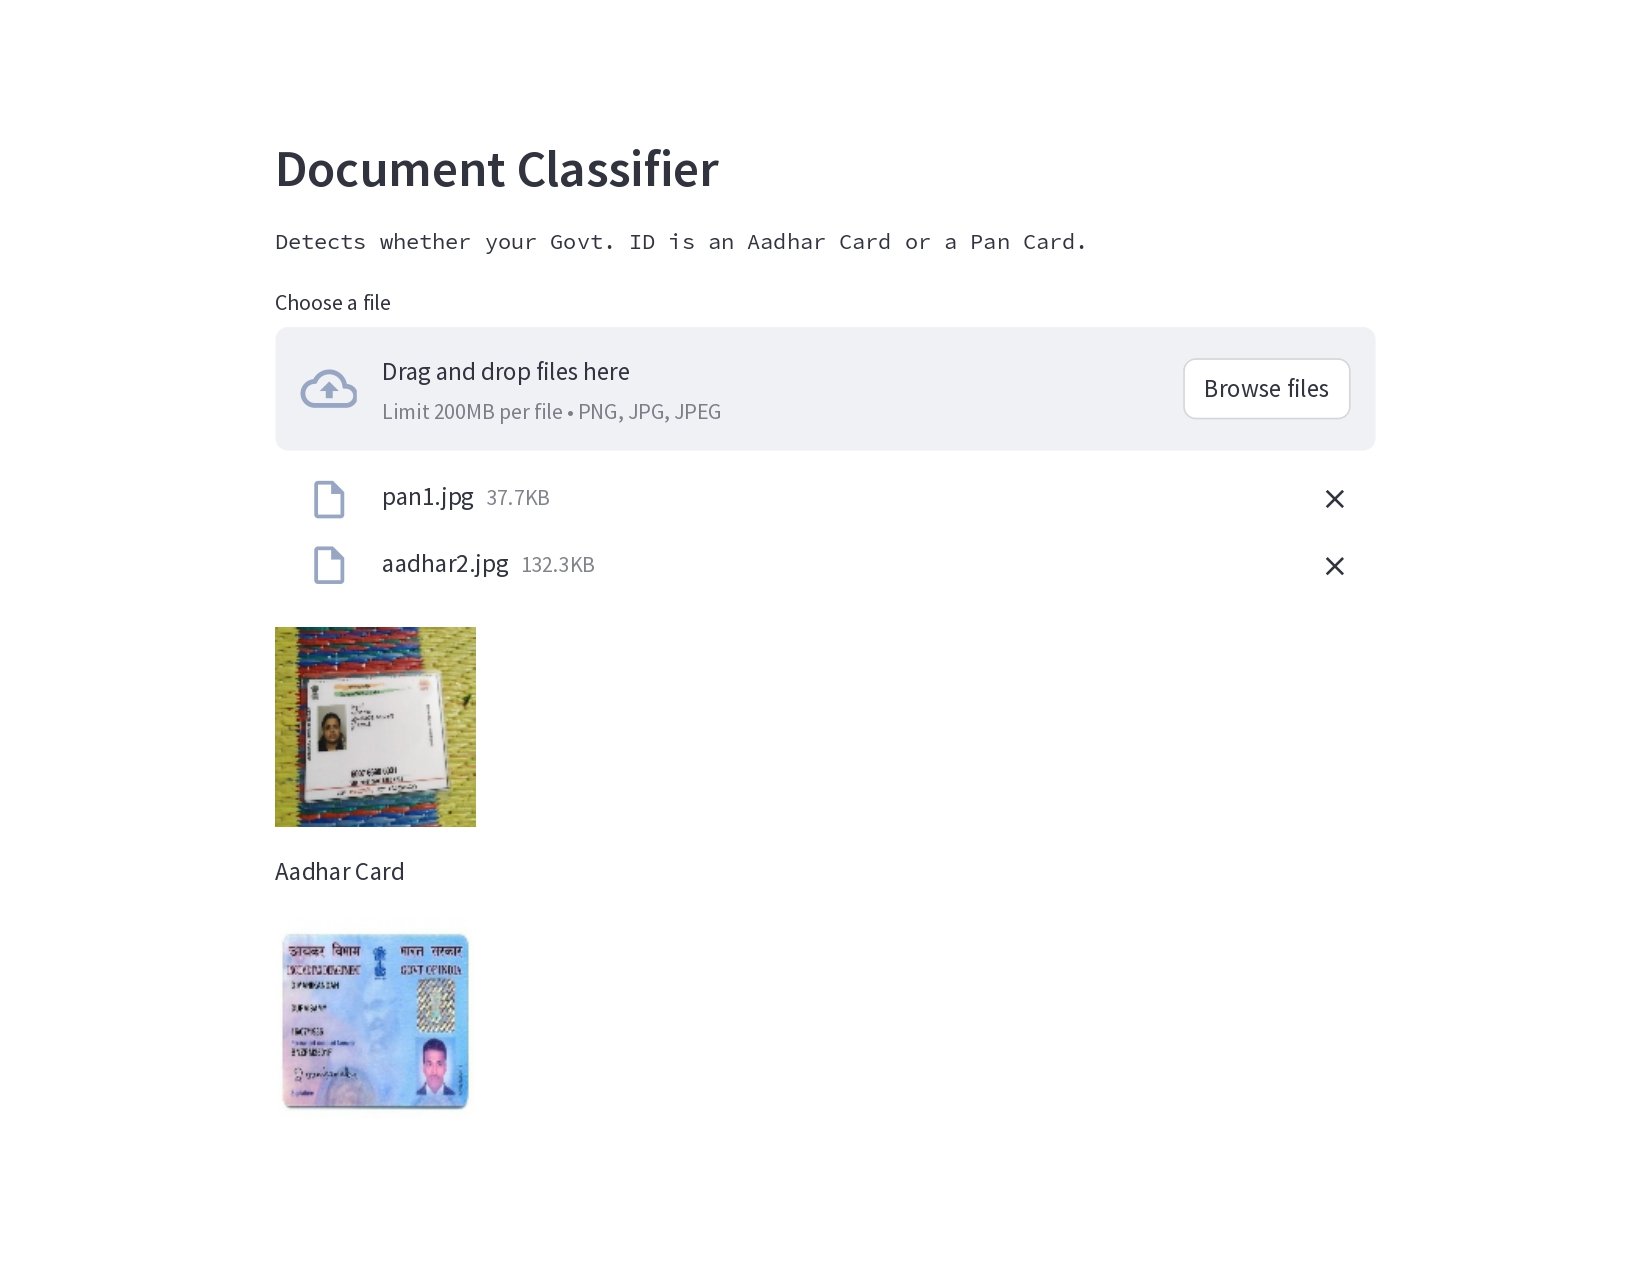 Document Classifier
Detects whether your Govt. ID is an Aadhar Card or a Pan Card.
Choose a file
Drag and drop files here
Limit 200MB per file • PNG, JPG, JPEG
Browse files
pan1.jpg 37.7KB
aadhar2.jpg 132.3KB
Aadhar Card
आयकर विभाग
भारत सरकार
INCOME TAX DEPARTMENT
GOVT OF INDIA
Signature